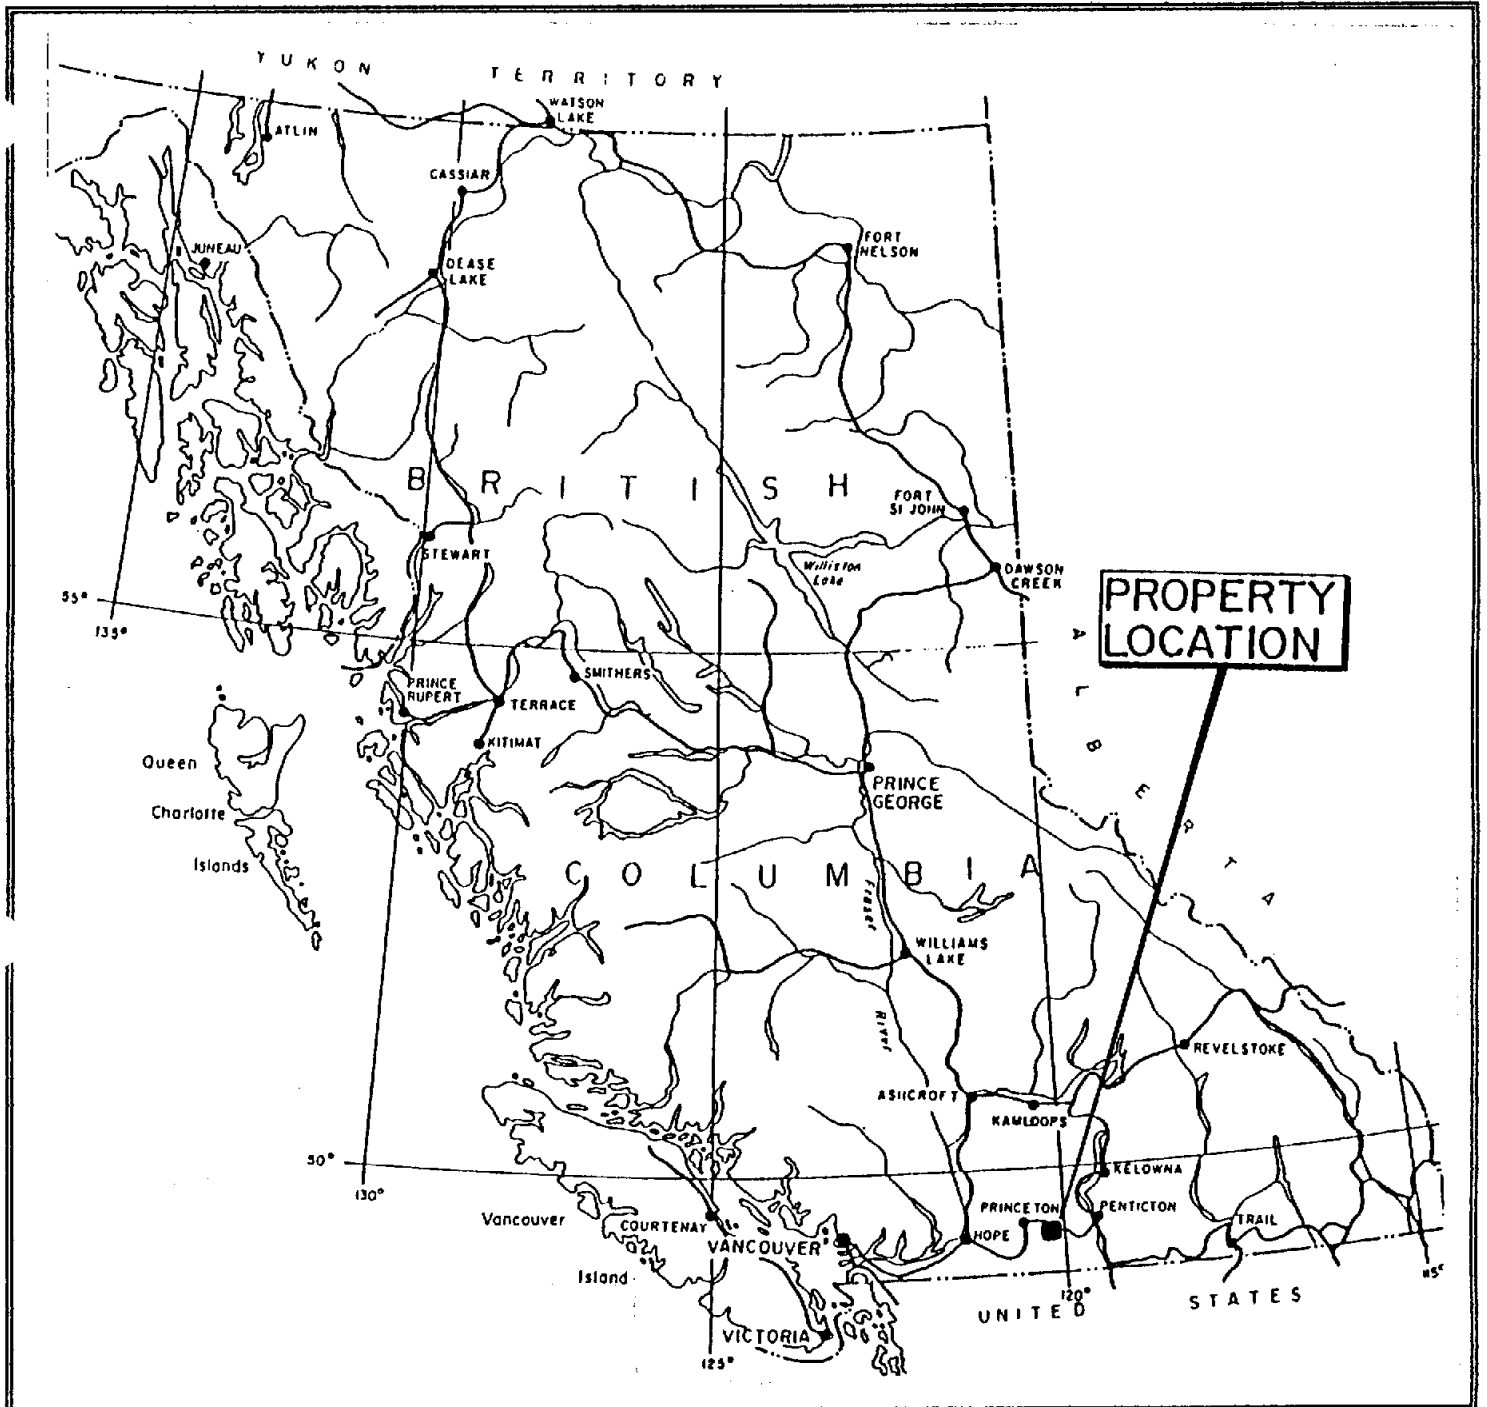 YUKON TERRITORY
WATSON
LAKE
ATLIN
CASSIAR
JUNEAU
DEASE
LAKE
FORT
NELSON
BRITISH
FORT
ST JOHN
STEWART
Williston
Lake
DAWSON
CREEK
PROPERTY
LOCATION
55°
135°
ALBERTA
PRINCE
RUPERT
SMITHERS
TERRACE
KITIMAT
Queen
Charlotte
Islands
PRINCE
GEORGE
COLUMBIA
Fraser
River
WILLIAMS
LAKE
REVELSTOKE
ASHCROFT
KAMLOOPS
50°
130°
KELOWNA
PRINCETON
PENTICTON
Vancouver
COURTENAY
VANCOUVER
HOPE
TRAIL
Island
115°
120°
UNITED STATES
VICTORIA
125°